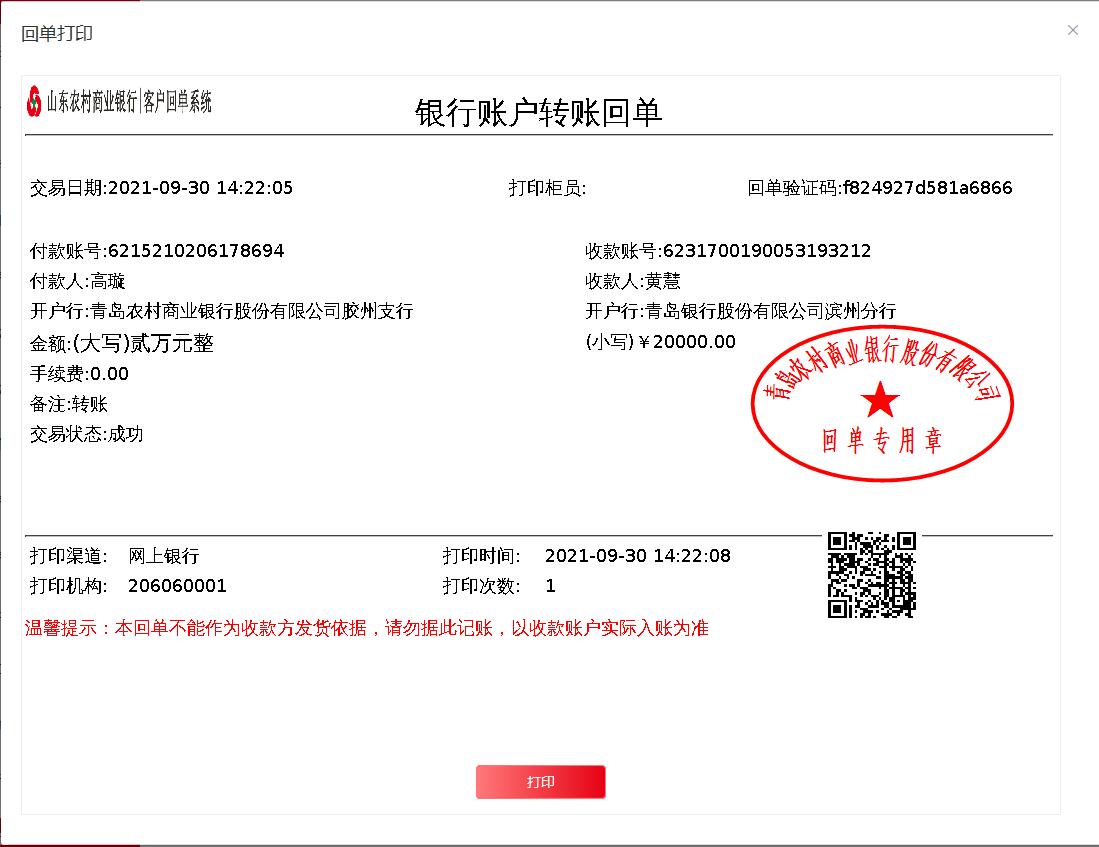 回单打印
山东农村商业银行|客户回单系统
银行账户转账回单
交易日期:2021-09-30 14:22:05 打印柜员: 回单验证码:f824927d581a6866
付款账号:6215210206178694 收款账号:6231700190053193212
付款人:高璇 收款人:黄慧
开户行:青岛农村商业银行股份有限公司胶州支行 开户行:青岛银行股份有限公司滨州分行
金额:(大写)贰万元整 (小写)￥20000.00
手续费:0.00
备注:转账
交易状态:成功
青岛农村商业银行股份有限公司
回单专用章
打印渠道: 网上银行 打印时间: 2021-09-30 14:22:08
打印机构: 206060001 打印次数: 1
温馨提示：本回单不能作为收款方发货依据，请勿据此记账，以收款账户实际入账为准
打印